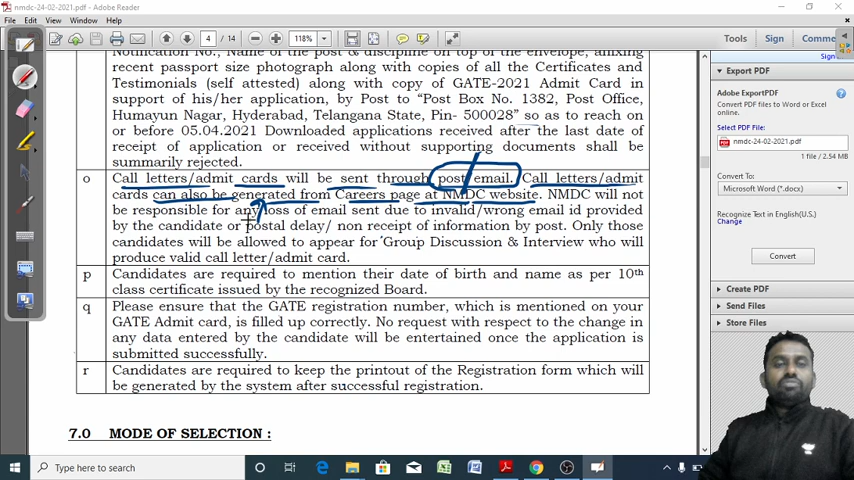 nmdc-24-02-2021.pdf - Adobe Reader
File Edit View Window Help
4 / 14 118% Tools Sign Comme
Notification No., Name of the post & discipline on top of the envelope, affixing
recent passport size photograph along with copies of all the Certificates and
Testimonials (self attested) along with copy of GATE-2021 Admit Card in
support of his/her application, by Post to “Post Box No. 1382, Post Office,
Humayun Nagar, Hyderabad, Telangana State, Pin- 500028” so as to reach on
or before 05.04.2021 Downloaded applications received after the last date of
receipt of application or received without supporting documents shall be
summarily rejected.
o Call letters/admit cards will be sent through post/email. Call letters/admit
cards can also be generated from Careers page at NMDC website. NMDC will not
be responsible for any loss of email sent due to invalid/wrong email id provided
by the candidate or postal delay/ non receipt of information by post. Only those
candidates will be allowed to appear for Group Discussion & Interview who will
produce valid call letter/admit card.
p Candidates are required to mention their date of birth and name as per 10th
class certificate issued by the recognized Board.
q Please ensure that the GATE registration number, which is mentioned on your
GATE Admit card, is filled up correctly. No request with respect to the change in
any data entered by the candidate will be entertained once the application is
submitted successfully.
r Candidates are required to keep the printout of the Registration form which will
be generated by the system after successful registration.
7.0 MODE OF SELECTION :
Export PDF
Adobe ExportPDF
Convert PDF files to Word or Excel
online.
Select PDF File:
nmdc-24-02-2021.pdf
1 file / 2.54 MB
Convert To:
Microsoft Word (*.docx)
Recognize Text in English(U.S.)
Change
Convert
Create PDF
Send Files
Store Files
Type here to search